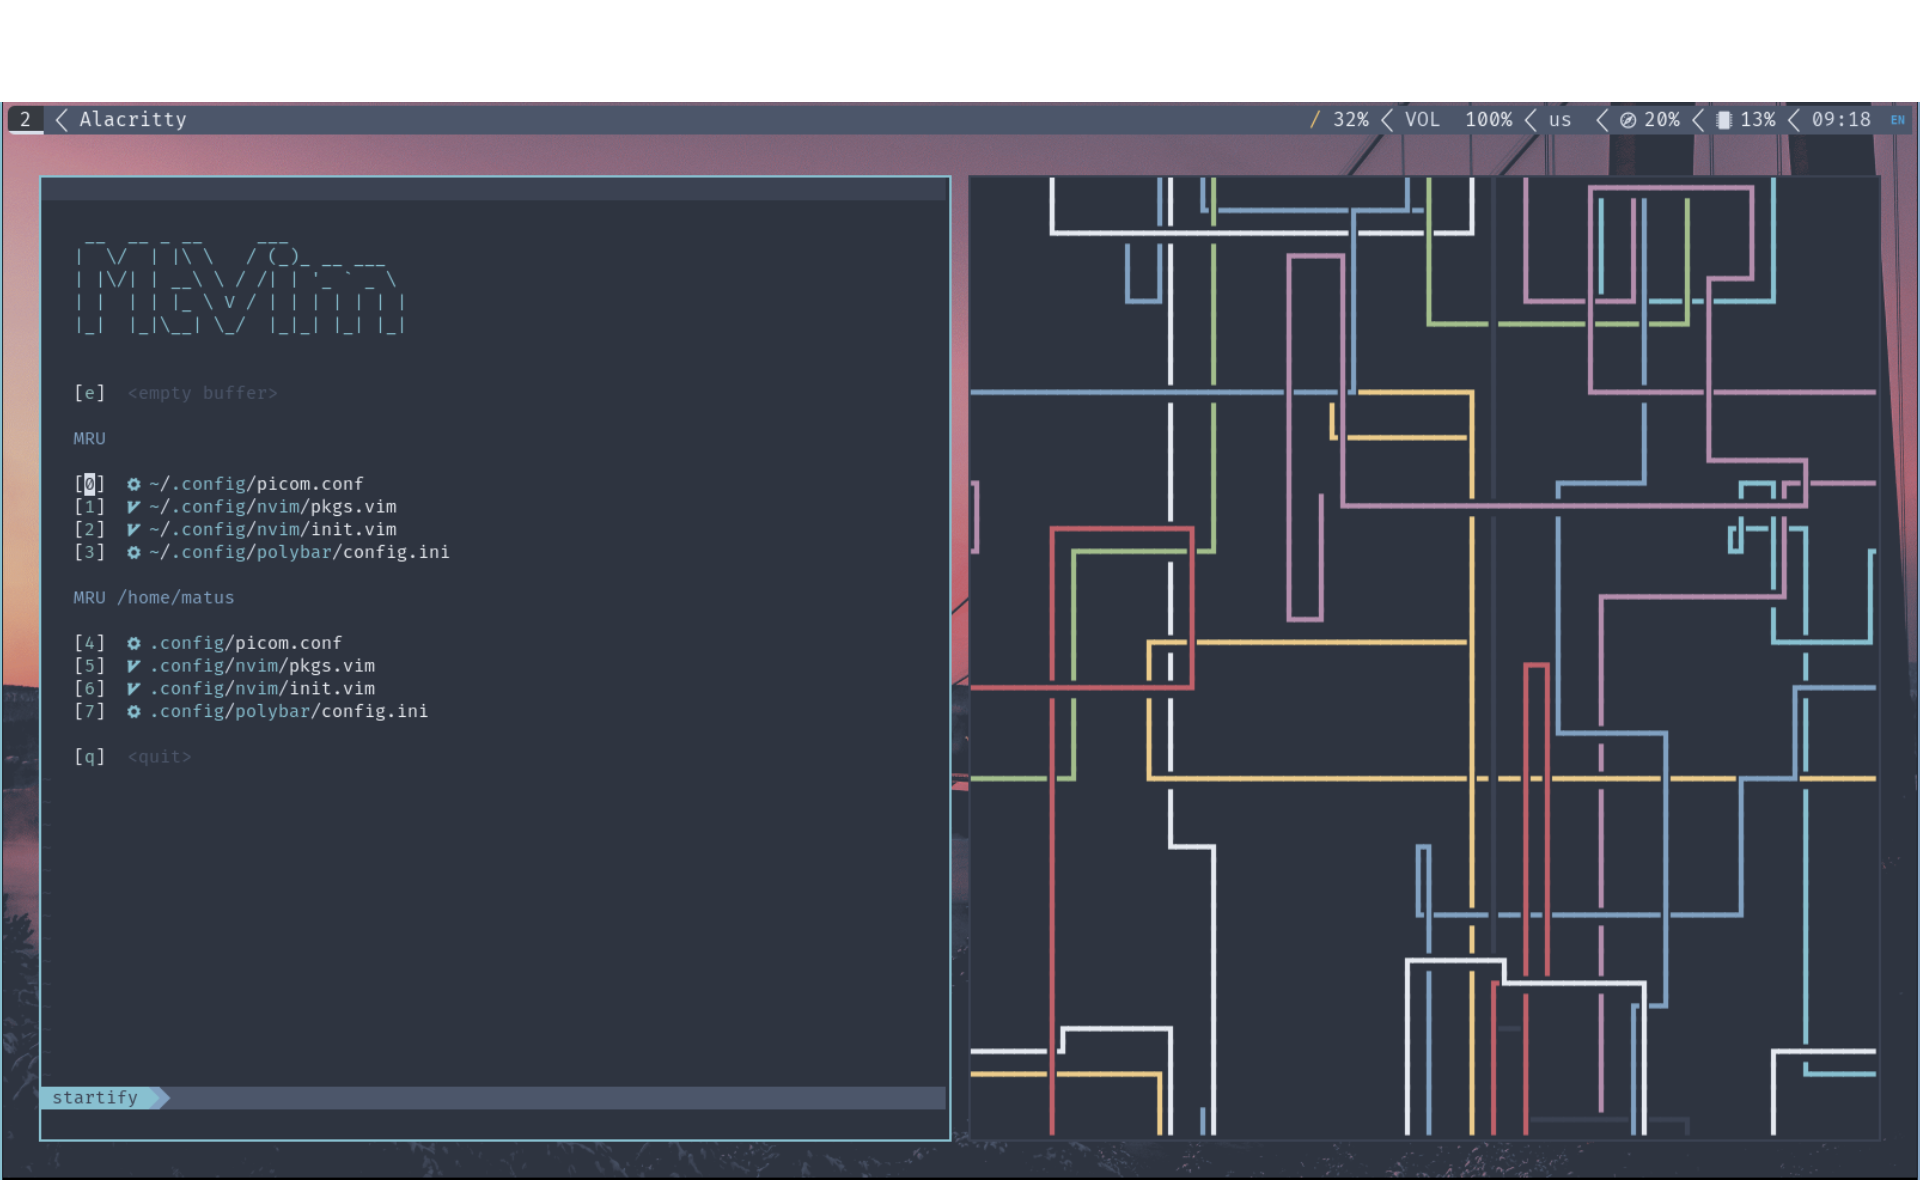 2 Alacritty / 32% VOL 100% us 20% 13% 09:18 EN
MtVim
[e] <empty buffer>
MRU
[0] ~/.config/picom.conf
[1] ~/.config/nvim/pkgs.vim
[2] ~/.config/nvim/init.vim
[3] ~/.config/polybar/config.ini
MRU /home/matus
[4] .config/picom.conf
[5] .config/nvim/pkgs.vim
[6] .config/nvim/init.vim
[7] .config/polybar/config.ini
[q] <quit>
startify